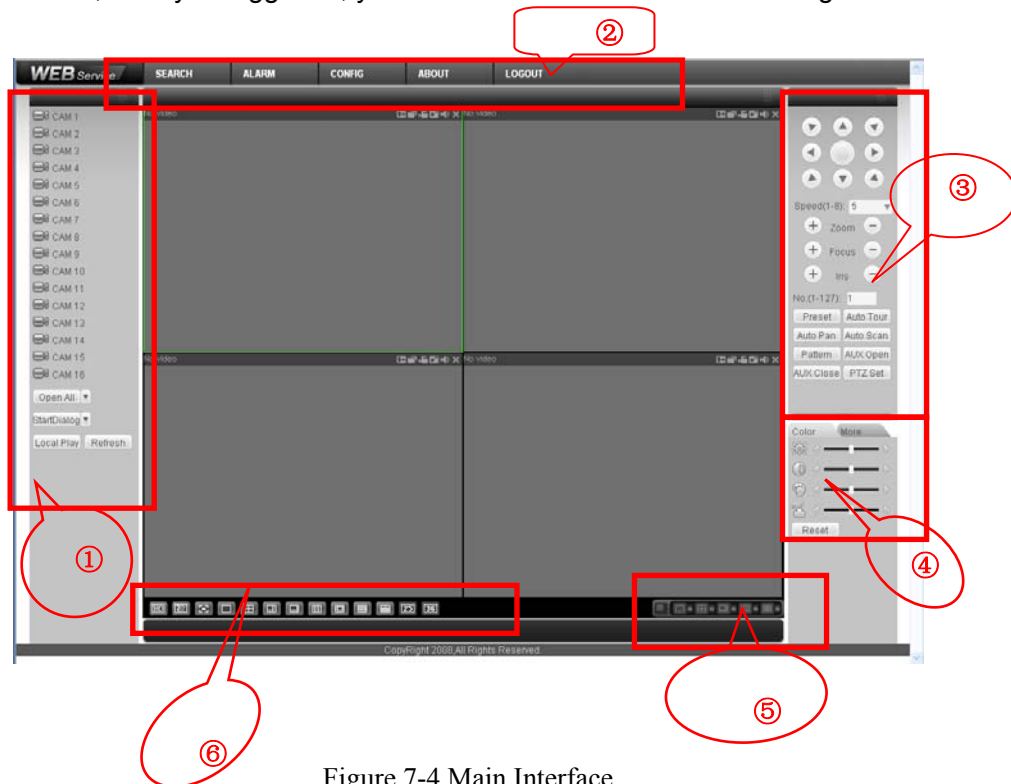 ②
WEB Service SEARCH ALARM CONFIG ABOUT LOGOUT
No Video
No Video
CAM 1
CAM 2
CAM 3
CAM 4
CAM 5
CAM 6
CAM 7
CAM 8
CAM 9
CAM 10
CAM 11
CAM 12
CAM 13
CAM 14
CAM 15
CAM 16
Open All
StartDialog
Local Play Refresh
①
No Video
No Video
Speed(1-8): 5
Zoom
Focus
Iris
③
No.(1-127): 1
Preset Auto Tour
Auto Pan Auto Scan
Pattern AUX Open
AUX Close PTZ Set
Color More
Reset
④
CopyRight 2008,All Rights Reserved.
⑤
⑥
Figure 7-4 Main Interface